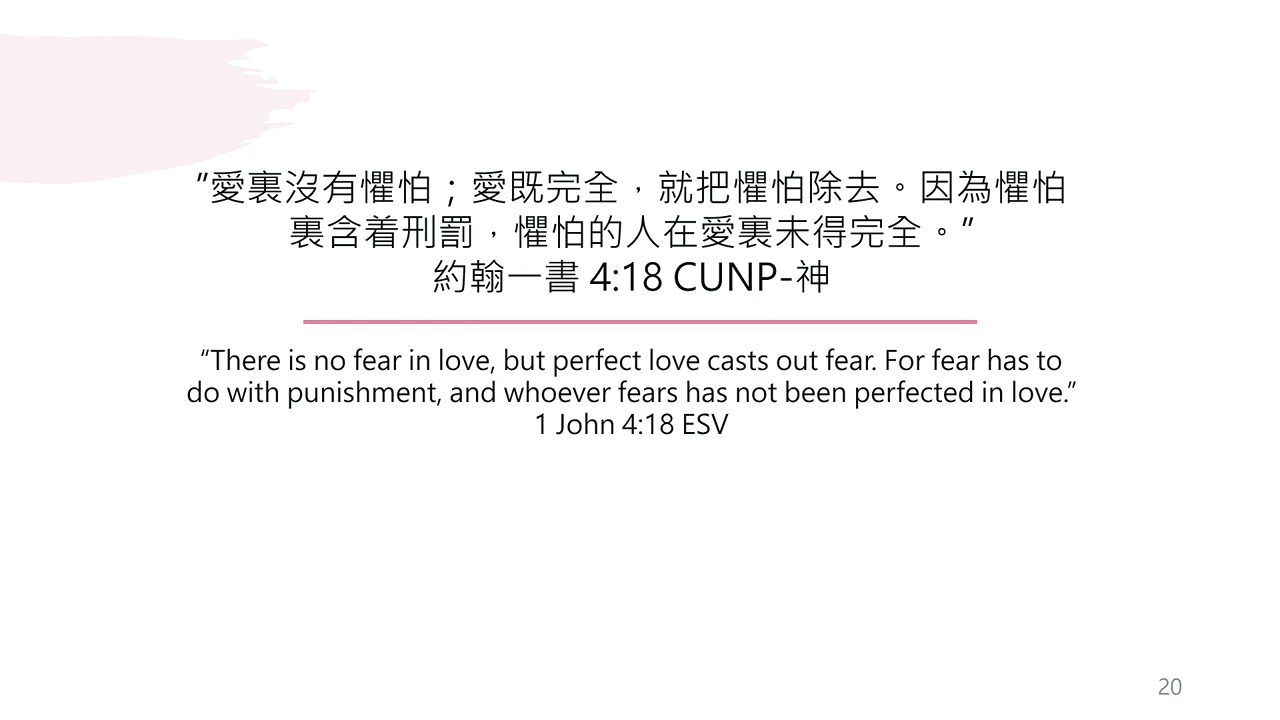 "愛裏沒有懼怕；愛既完全，就把懼怕除去。因為懼怕
裏含着刑罰，懼怕的人在愛裏未得完全。"
約翰一書 4:18 CUNP-神
“There is no fear in love, but perfect love casts out fear. For fear has to
do with punishment, and whoever fears has not been perfected in love.”
1 John 4:18 ESV
20